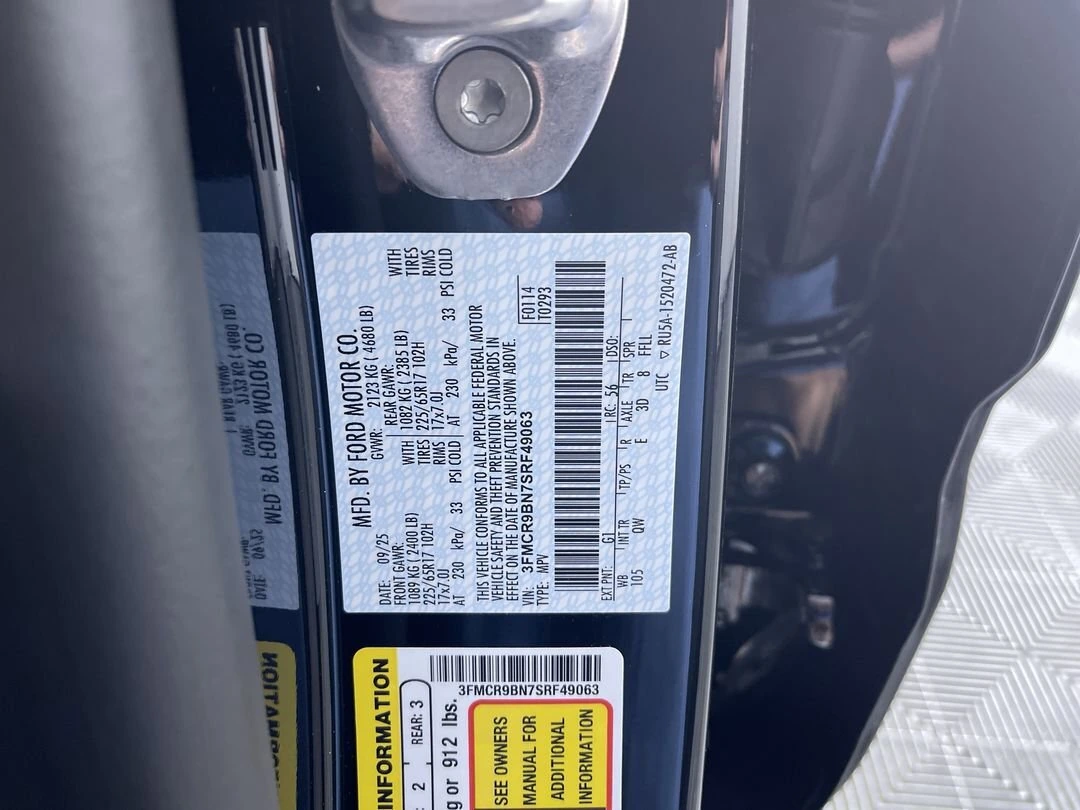 MFD. BY FORD MOTOR CO.
DATE: 09/25 GVWR: 2123 KG ( 4680 LB)
FRONT GAWR: REAR GAWR: WITH
1089 KG ( 2400 LB) WITH 1082 KG ( 2385 LB) TIRES
225/65R17 102H TIRES 225/65R17 102H RIMS
17x7.0J RIMS 17x7.0J
AT 230 kPa/ 33 PSI COLD AT 230 kPa/ 33 PSI COLD
THIS VEHICLE CONFORMS TO ALL APPLICABLE FEDERAL MOTOR
VEHICLE SAFETY AND THEFT PREVENTION STANDARDS IN
EFFECT ON THE DATE OF MANUFACTURE SHOWN ABOVE.
VIN: 3FMCR9BN7SRF49063 F0114
TYPE: MPV T0293
EXT PNT: G1 RC: 56 DSO:
WB INT TR TP/PS R AXLE TR SPR
105 QW E 3D 8 FFLL
UTC ▽ RU5A-1520472-AB
INFORMATION
2 REAR: 3
g or 912 lbs.
3FMCR9BN7SRF49063
SEE OWNERS
MANUAL FOR
ADDITIONAL
INFORMATION